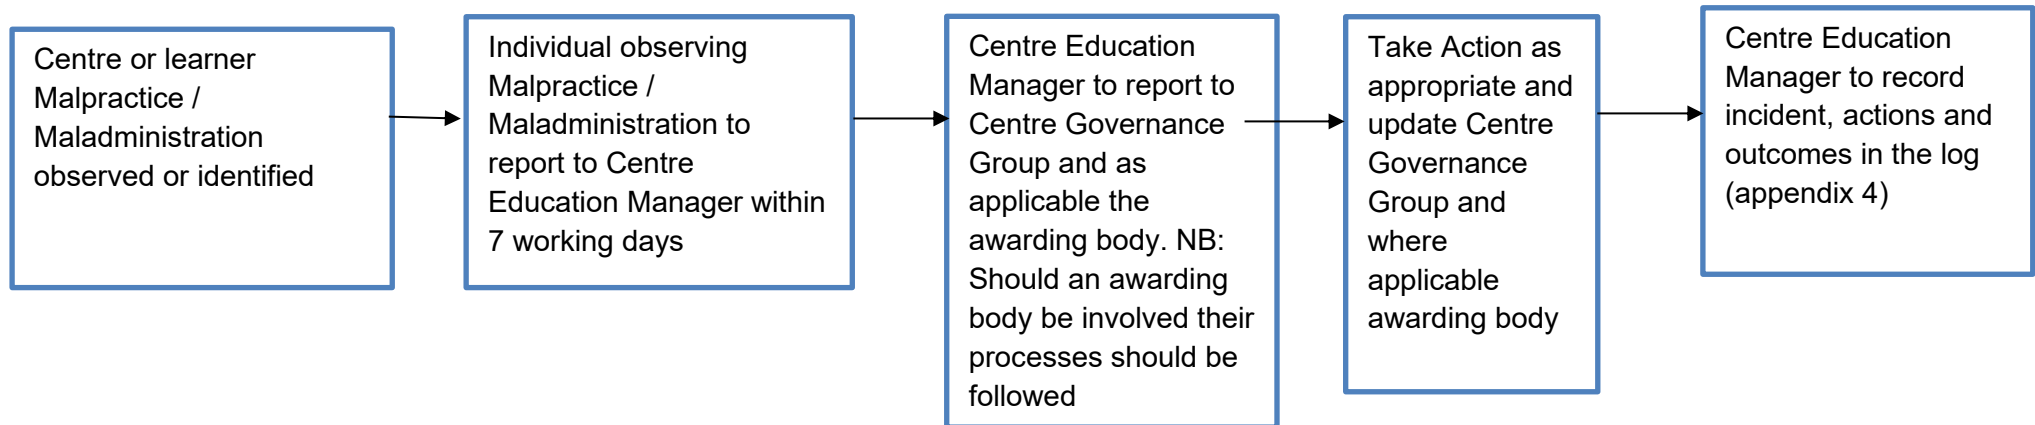 Centre or learner
Malpractice /
Maladministration
observed or identified
Individual observing
Malpractice /
Maladministration to
report to Centre
Education Manager within
7 working days
Centre Education
Manager to report to
Centre Governance
Group and as
applicable the
awarding body. NB:
Should an awarding
body be involved their
processes should be
followed
Take Action as
appropriate and
update Centre
Governance
Group and
where
applicable
awarding body
Centre Education
Manager to record
incident, actions and
outcomes in the log
(appendix 4)